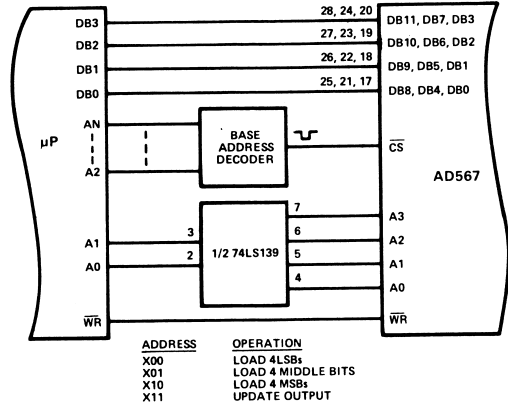 28, 24, 20
DB3
DB11, DB7, DB3
27, 23, 19
DB2
DB10, DB6, DB2
26, 22, 18
DB1
DB9, DB5, DB1
25, 21, 17
DB0
DB8, DB4, DB0
AN
μP
BASE
ADDRESS
DECODER
CS
A2
AD567
7
A3
3
6
A1
A2
2
1/2 74LS139
5
A0
A1
4
A0
WR
WR
ADDRESS OPERATION
X00 LOAD 4LSBs
X01 LOAD 4 MIDDLE BITS
X10 LOAD 4 MSBs
X11 UPDATE OUTPUT